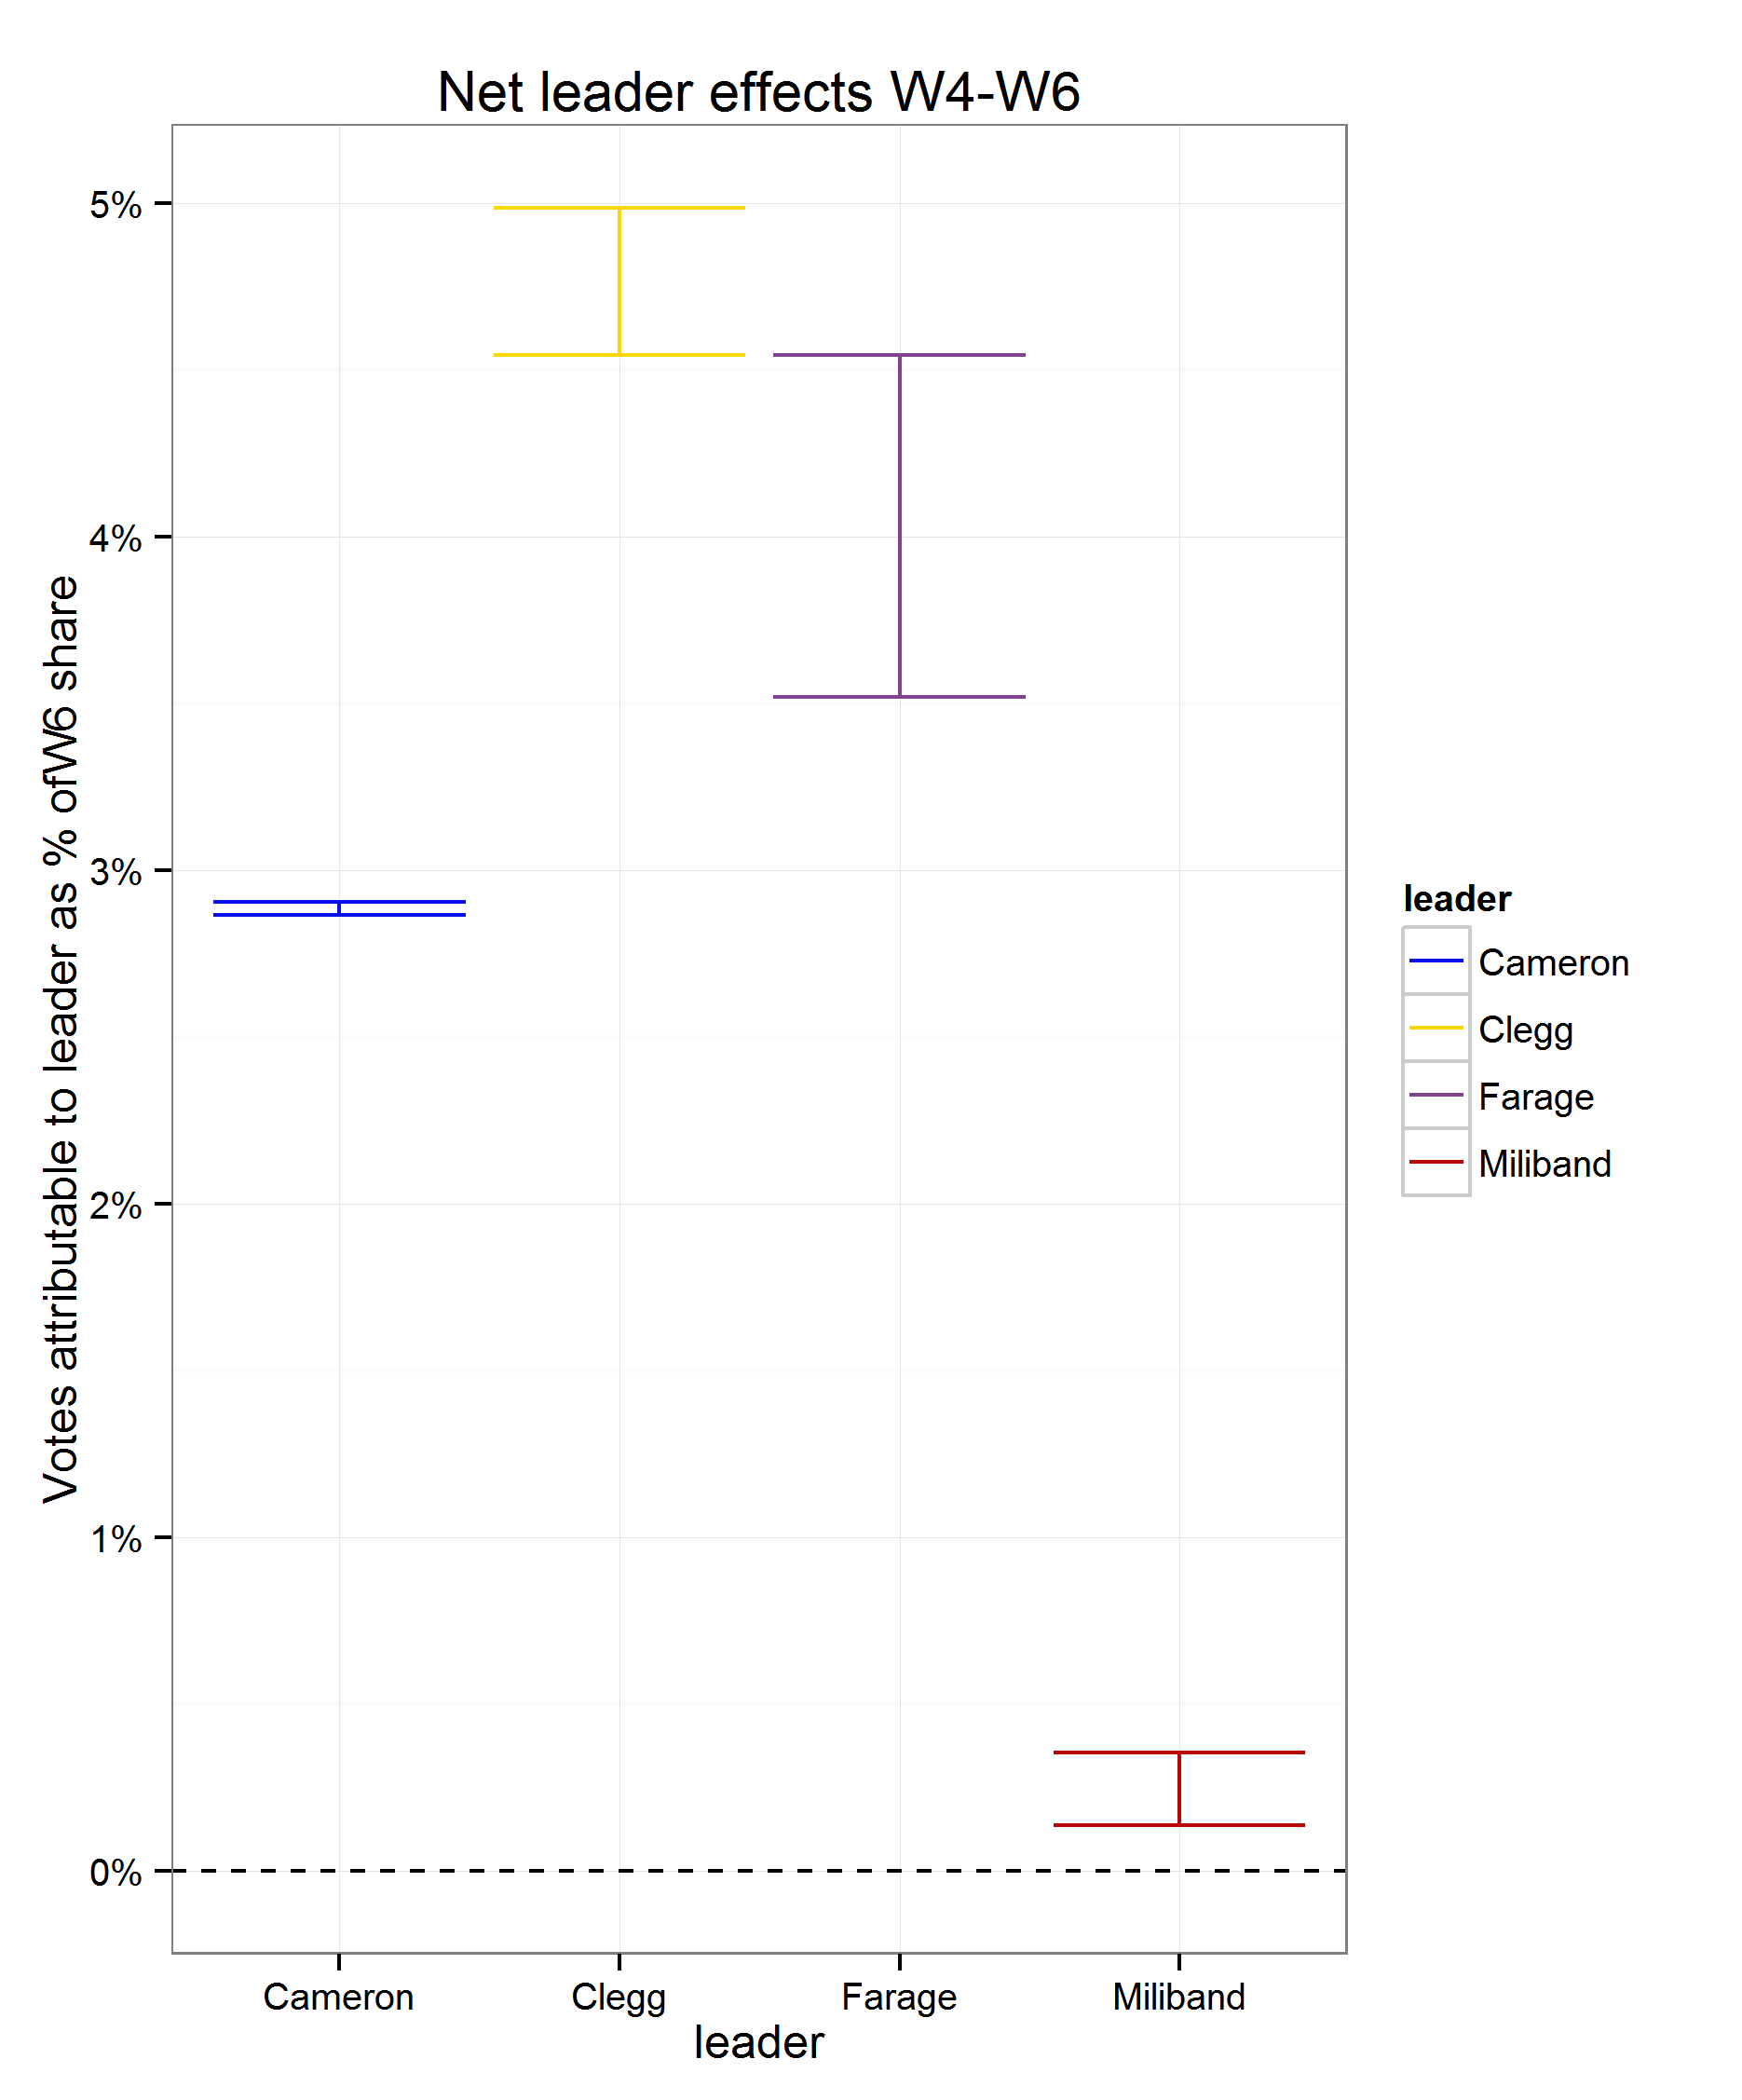 Net leader effects W4-W6
Votes attributable to leader as % ofW6 share
5%
4%
3%
2%
1%
0%
Cameron
Clegg
Farage
Miliband
leader
leader
Cameron
Clegg
Farage
Miliband